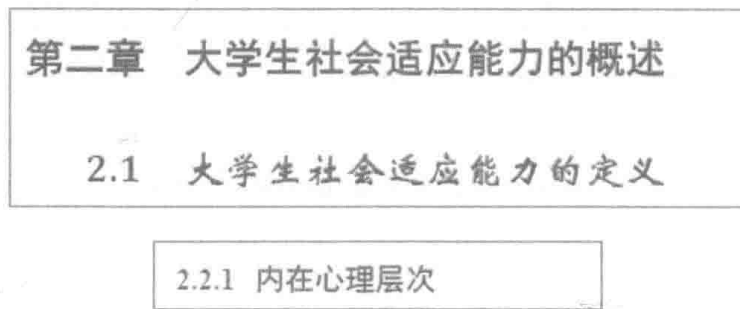 第二章 大学生社会适应能力的概述
2.1 大学生社会适应能力的定义
2.2.1 内在心理层次